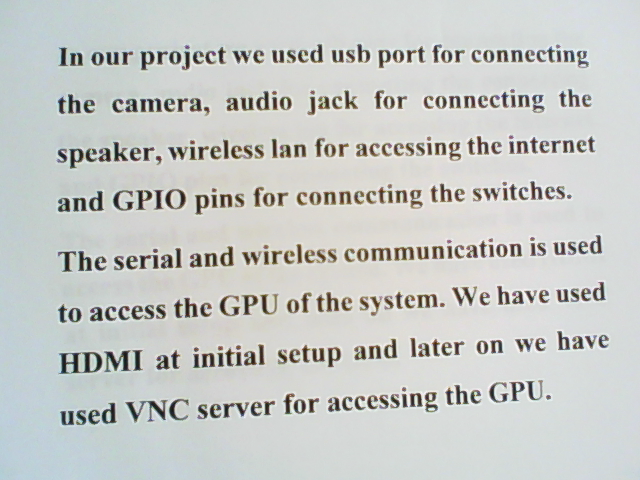 In our project we used usb port for connecting
the camera, audio jack for connecting the
speaker, wireless lan for accessing the internet
and GPIO pins for connecting the switches.
The serial and wireless communication is used
to access the GPU of the system. We have used
HDMI at initial setup and later on we have
used VNC server for accessing the GPU.